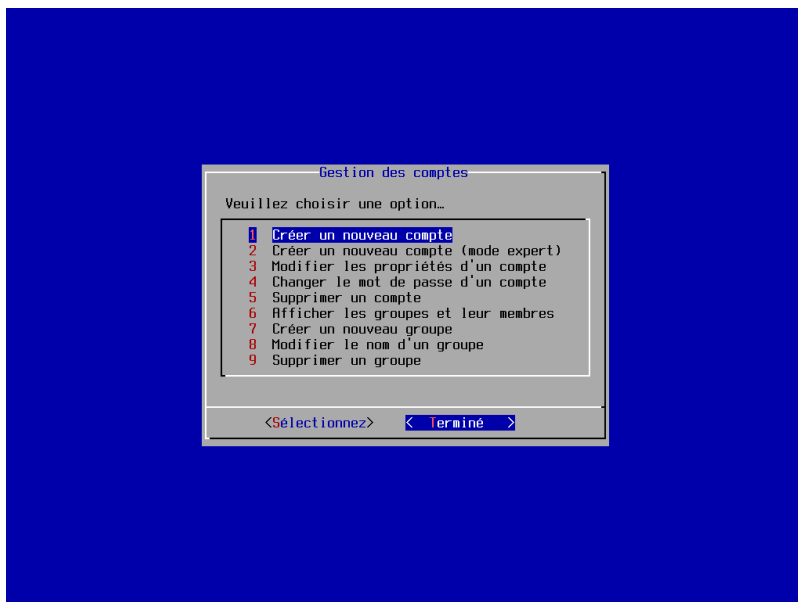 Gestion des comptes
Veuillez choisir une option…
1 Créer un nouveau compte
2 Créer un nouveau compte (mode expert)
3 Modifier les propriétés d'un compte
4 Changer le mot de passe d'un compte
5 Supprimer un compte
6 Afficher les groupes et leur membres
7 Créer un nouveau groupe
8 Modifier le nom d'un groupe
9 Supprimer un groupe
<Sélectionnez> < Terminé >